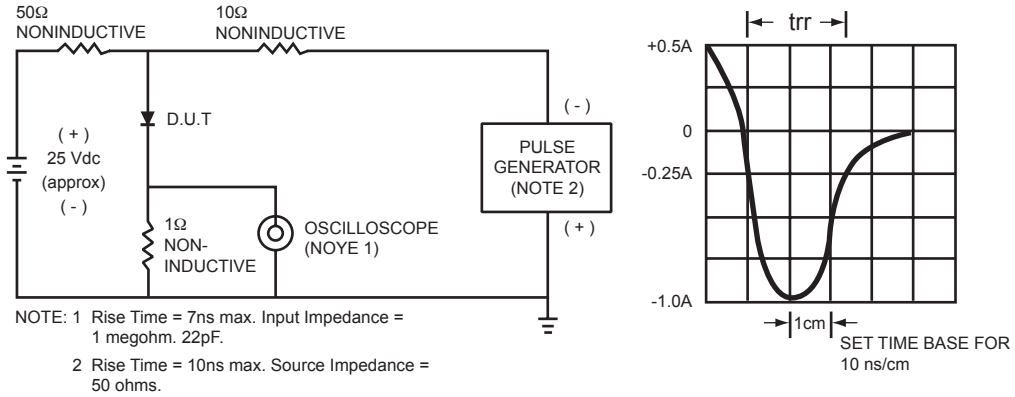 50Ω
NONINDUCTIVE
10Ω
NONINDUCTIVE
D.U.T
( + )
25 Vdc
(approx)
( - )
1Ω
NON-
INDUCTIVE
OSCILLOSCOPE
(NOYE 1)
( - )
PULSE
GENERATOR
(NOTE 2)
( + )
NOTE: 1 Rise Time = 7ns max. Input Impedance =
1 megohm. 22pF.
2 Rise Time = 10ns max. Source Impedance =
50 ohms.
trr
+0.5A
0
-0.25A
-1.0A
1cm
SET TIME BASE FOR
10 ns/cm